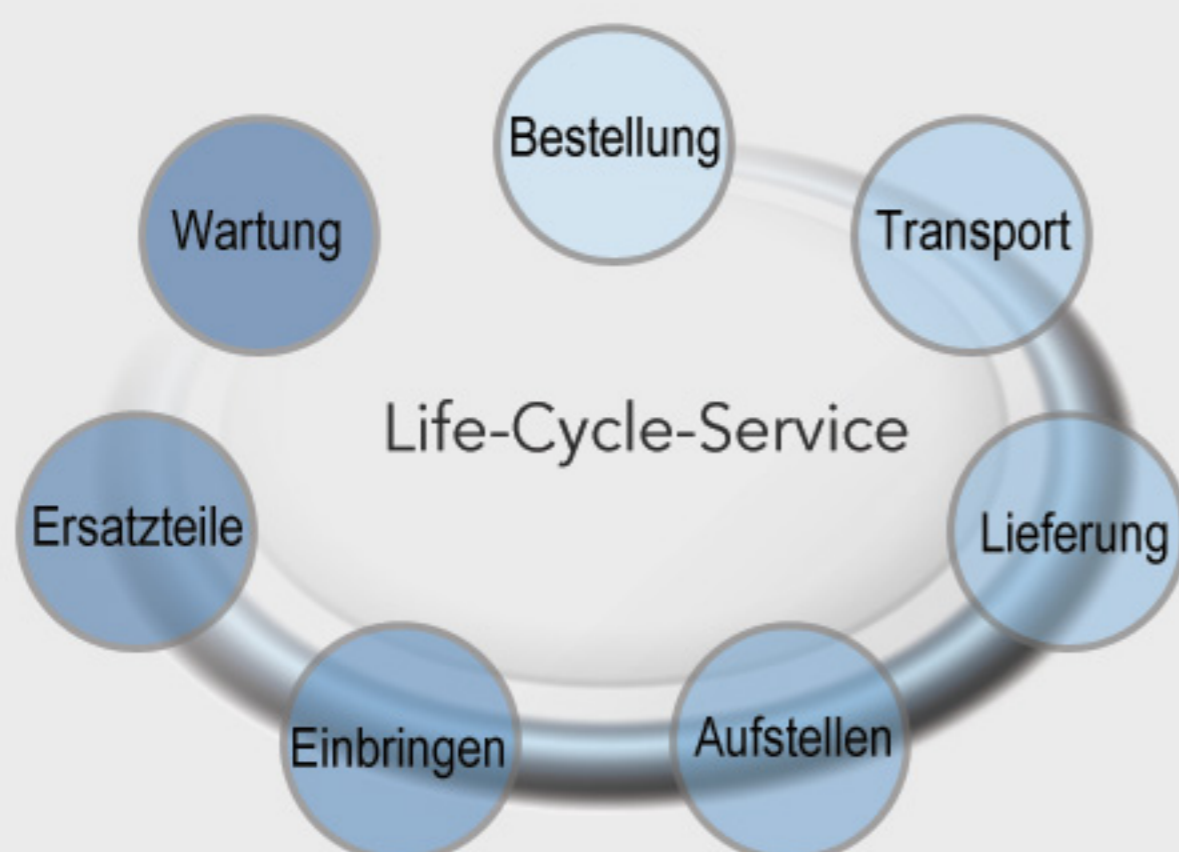 Bestellung
Transport
Wartung
Life-Cycle-Service
Ersatzteile
Lieferung
Einbringen
Aufstellen